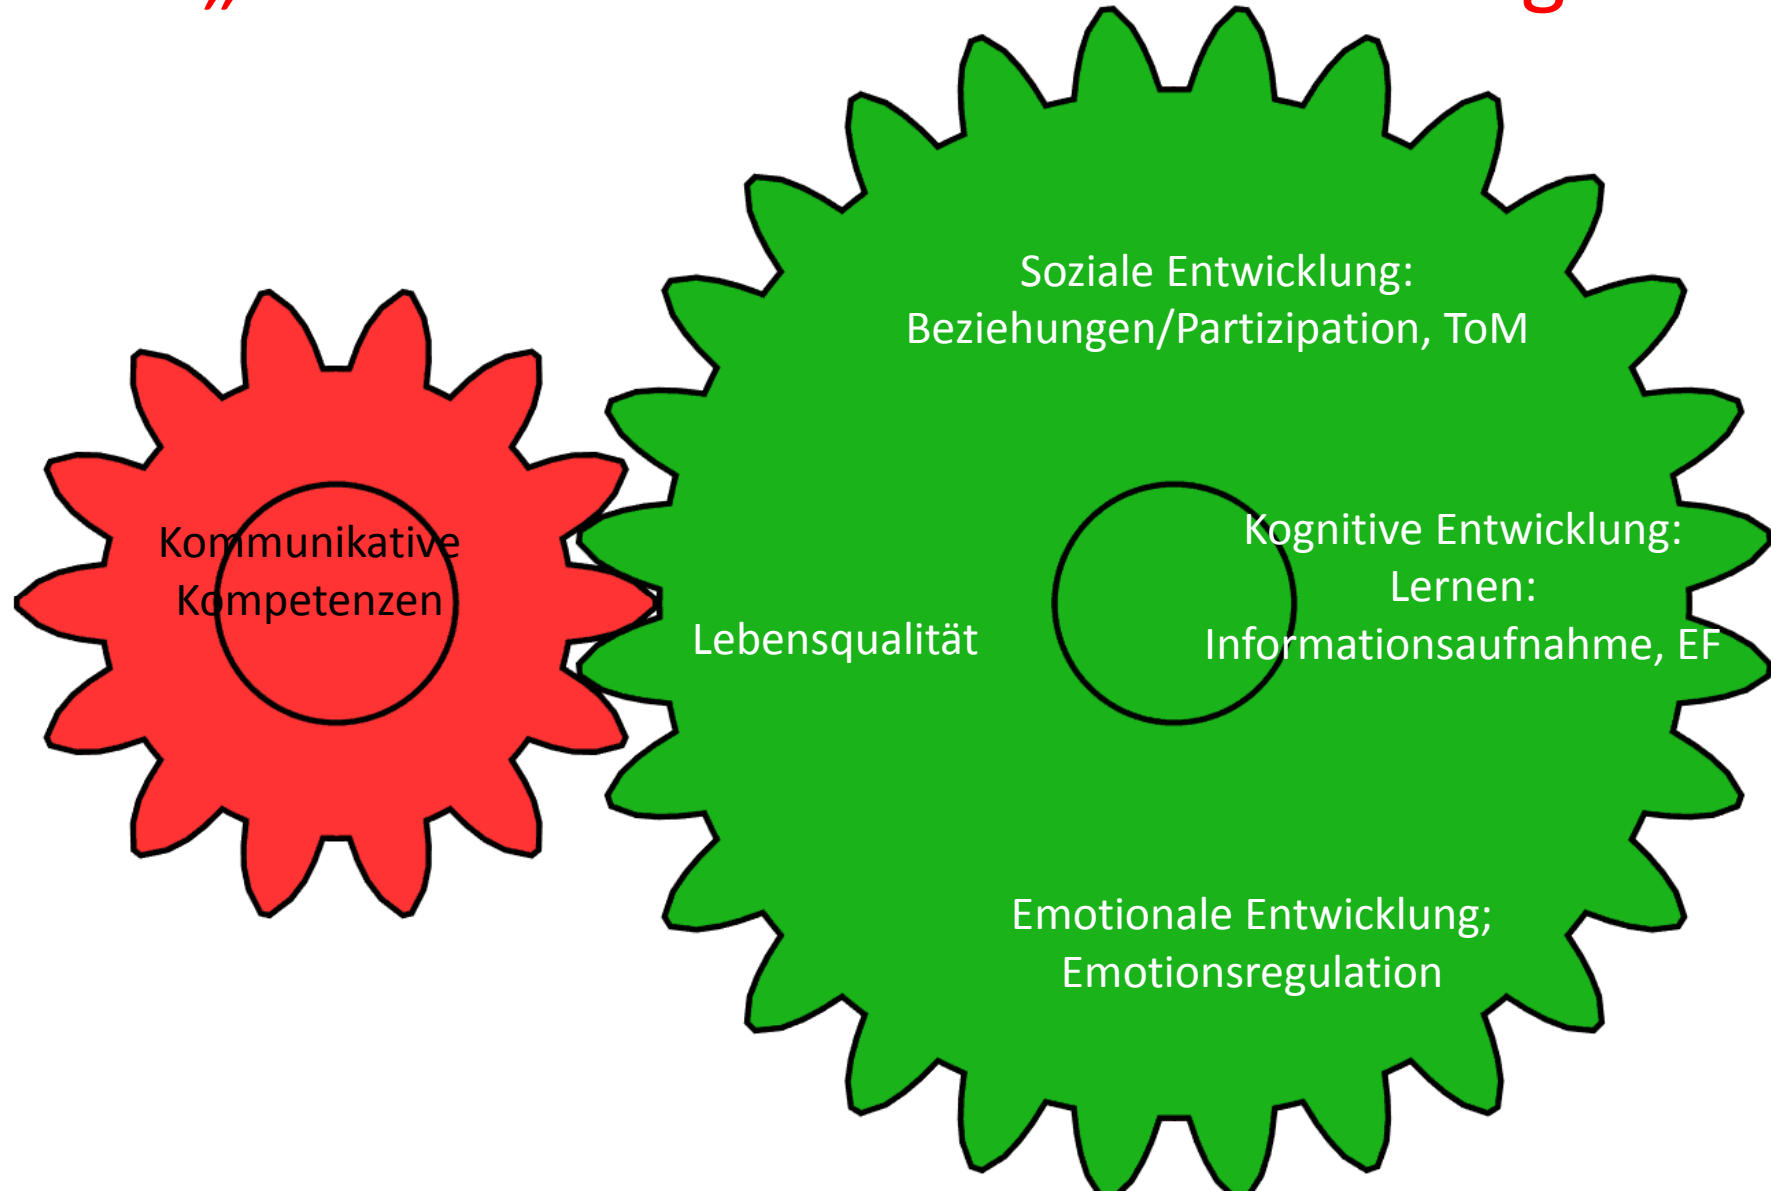 Soziale Entwicklung:
Beziehungen/Partizipation, ToM
Kommunikative
Kompetenzen
Kognitive Entwicklung:
Lernen:
Informationsaufnahme, EF
Lebensqualität
Emotionale Entwicklung;
Emotionsregulation